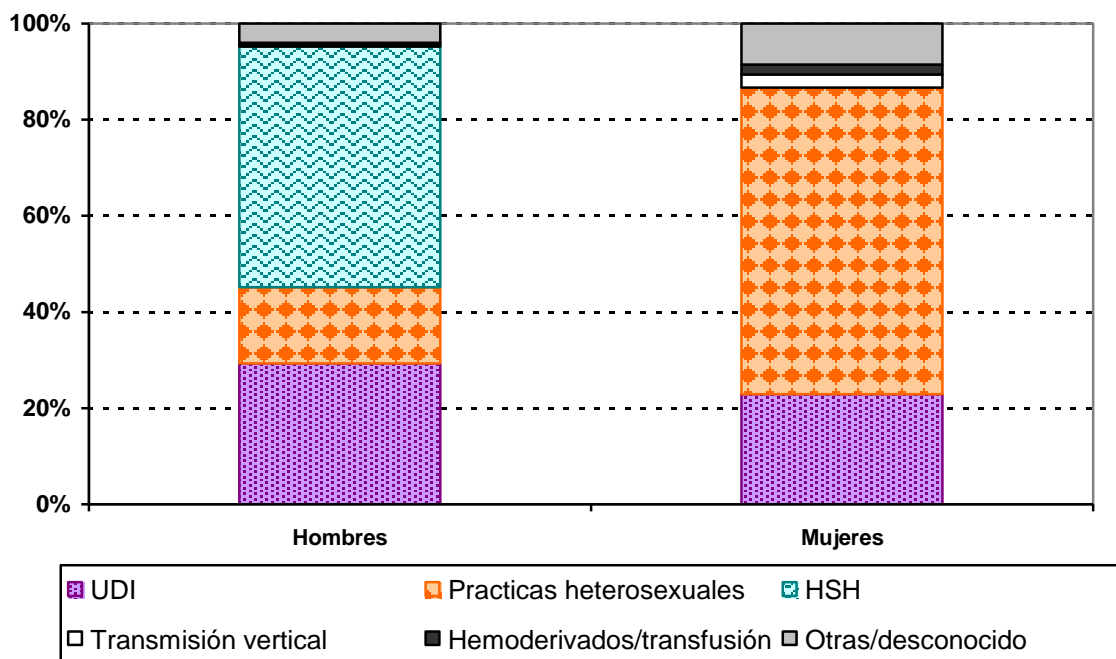 100%
80%
60%
40%
20%
0%
Hombres Mujeres
UDI Practicas heterosexuales HSH
Transmisión vertical Hemoderivados/transfusión Otras/desconocido